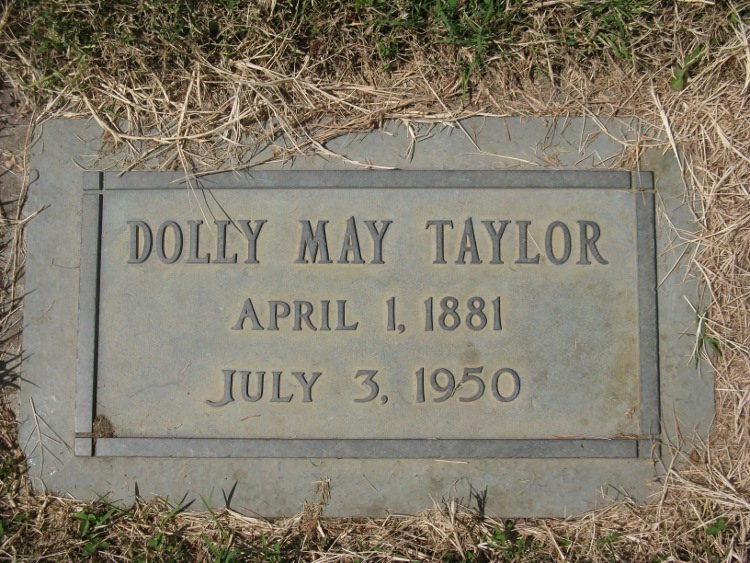 DOLLY MAY TAYLOR
APRIL 1, 1881
JULY 3, 1950